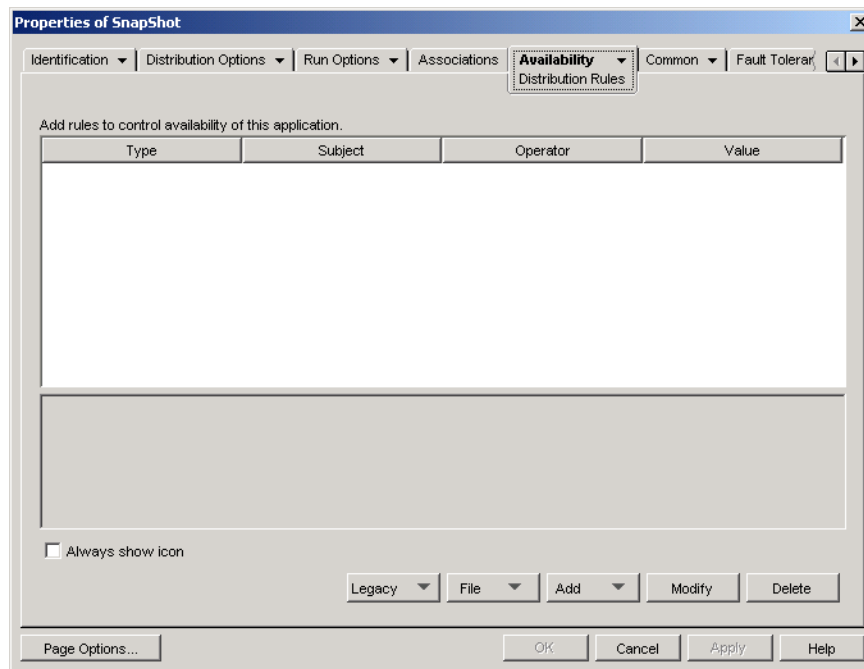 Properties of SnapShot
Identification Distribution Options Run Options Associations Availability Common Fault Toleran
Distribution Rules
Add rules to control availability of this application.
Type Subject Operator Value
Always show icon
Legacy File Add Modify Delete
Page Options... OK Cancel Apply Help